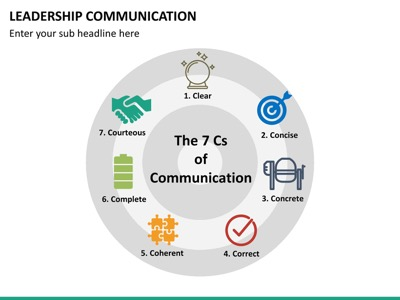 LEADERSHIP COMMUNICATION
Enter your sub headline here
1. Clear
7. Courteous
2. Concise
The 7 Cs
of
Communication
6. Complete
3. Concrete
5. Coherent
4. Correct